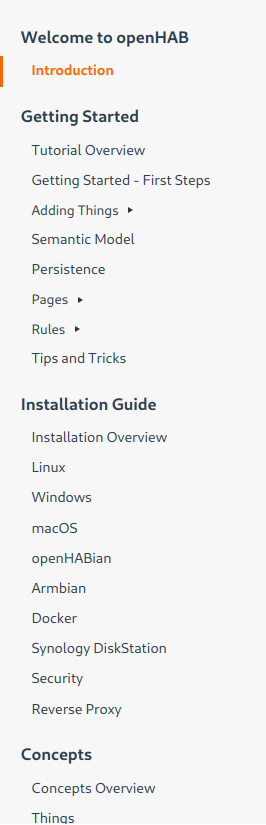 Welcome to openHAB
Introduction
Getting Started
Tutorial Overview
Getting Started - First Steps
Adding Things
Semantic Model
Persistence
Pages
Rules
Tips and Tricks
Installation Guide
Installation Overview
Linux
Windows
macOS
openHABian
Armbian
Docker
Synology DiskStation
Security
Reverse Proxy
Concepts
Concepts Overview
Things